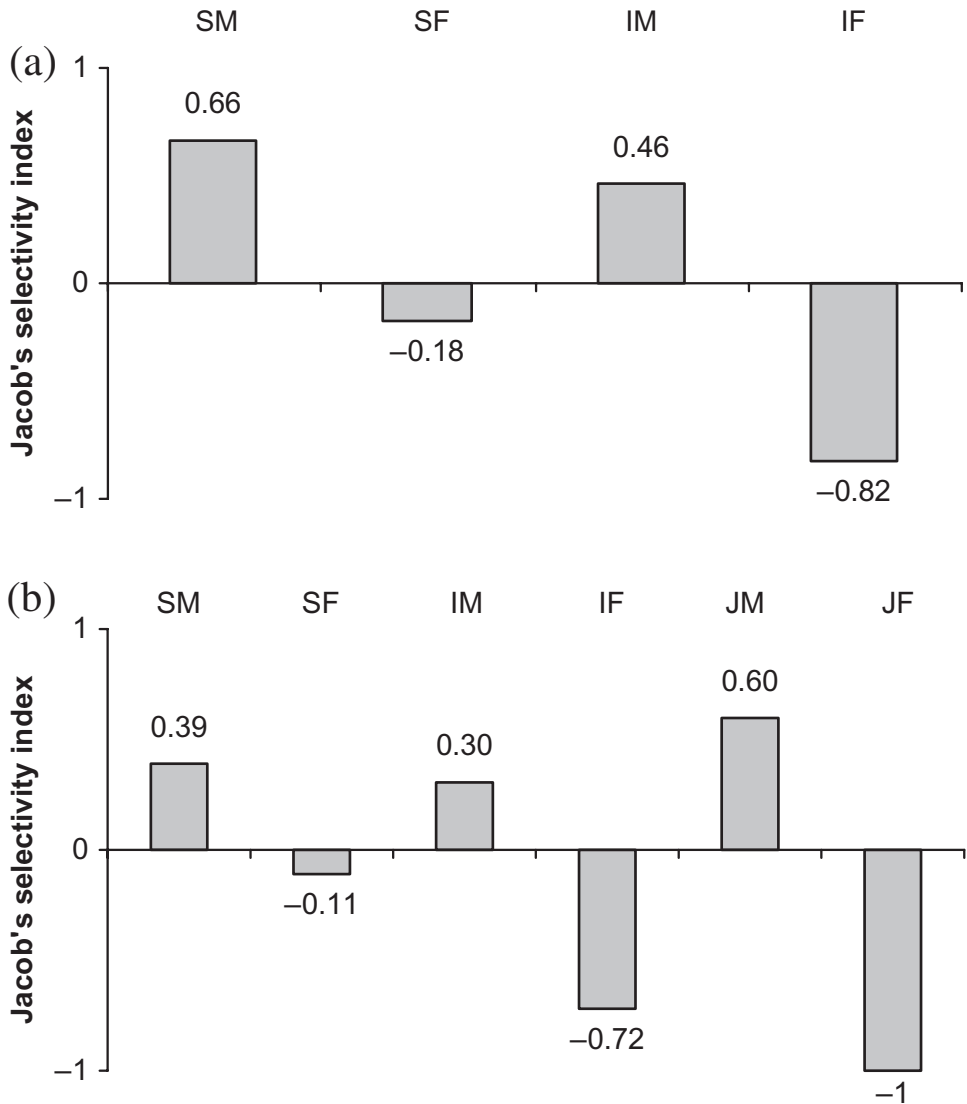 SM SF IM IF
(a)
1
0.66
0.46
0
–0.18
–0.82
–1
Jacob's selectivity index
(b)
SM SF IM IF JM JF
1
0.39
0.30
0.60
0
–0.11
–0.72
–1
–1
Jacob's selectivity index